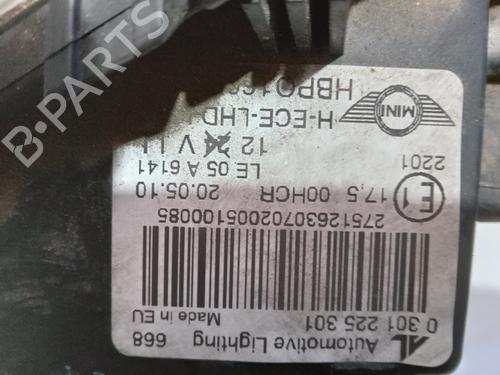 AL Automotive Lighting 668
0 301 225 301 Made in EU
27512630702005100085
E1 17,5 00HCR 20.05.10
2201 LE 05 A 6141
12 V
H-ECE-LHD
MINI
B-PARTS